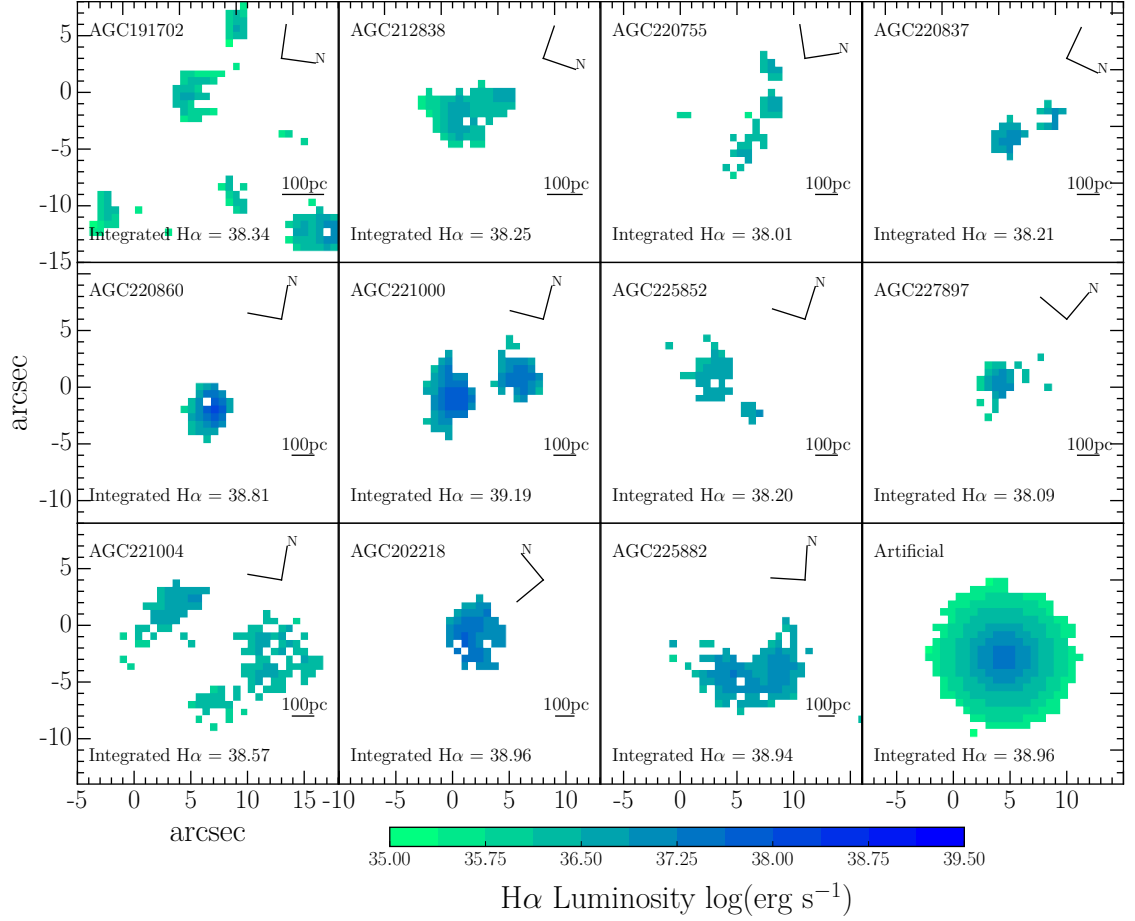 AGC191702 N 100pc Integrated Hα = 38.34
AGC212838 N 100pc Integrated Hα = 38.25
AGC220755 N 100pc Integrated Hα = 38.01
AGC220837 N 100pc Integrated Hα = 38.21
5
0
-5
-10
-15
AGC220860 N 100pc Integrated Hα = 38.81
AGC221000 N 100pc Integrated Hα = 39.19
AGC225852 N 100pc Integrated Hα = 38.20
AGC227897 N 100pc Integrated Hα = 38.09
arcsec
5
0
-5
-10
AGC221004 N 100pc Integrated Hα = 38.57
AGC202218 N 100pc Integrated Hα = 38.96
AGC225882 N 100pc Integrated Hα = 38.94
Artificial Integrated Hα = 38.96
5
0
-5
-10
-5 0 5 10 15 -10 0 5 10 -5 0 5 10 -5 0 5 10
arcsec
35.00 35.75 36.50 37.25 38.00 38.75 39.50
Hα Luminosity log(erg s⁻¹)